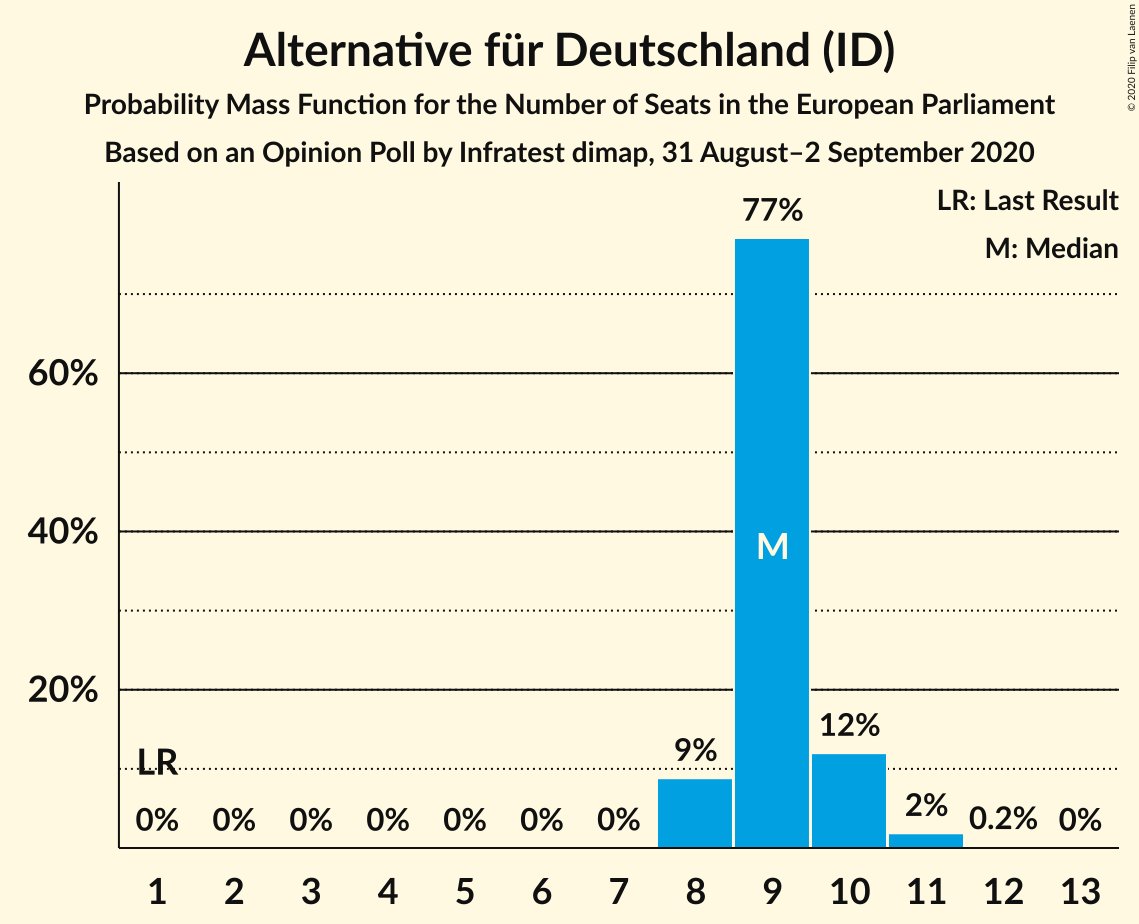 Alternative für Deutschland (ID)
Probability Mass Function for the Number of Seats in the European Parliament
Based on an Opinion Poll by Infratest dimap, 31 August–2 September 2020
© 2020 Filip van Laenen
LR: Last Result
M: Median
77%
60%
40%
M
20%
12%
9%
LR
2%
0% 0% 0% 0% 0% 0% 0% 0.2% 0%
1 2 3 4 5 6 7 8 9 10 11 12 13